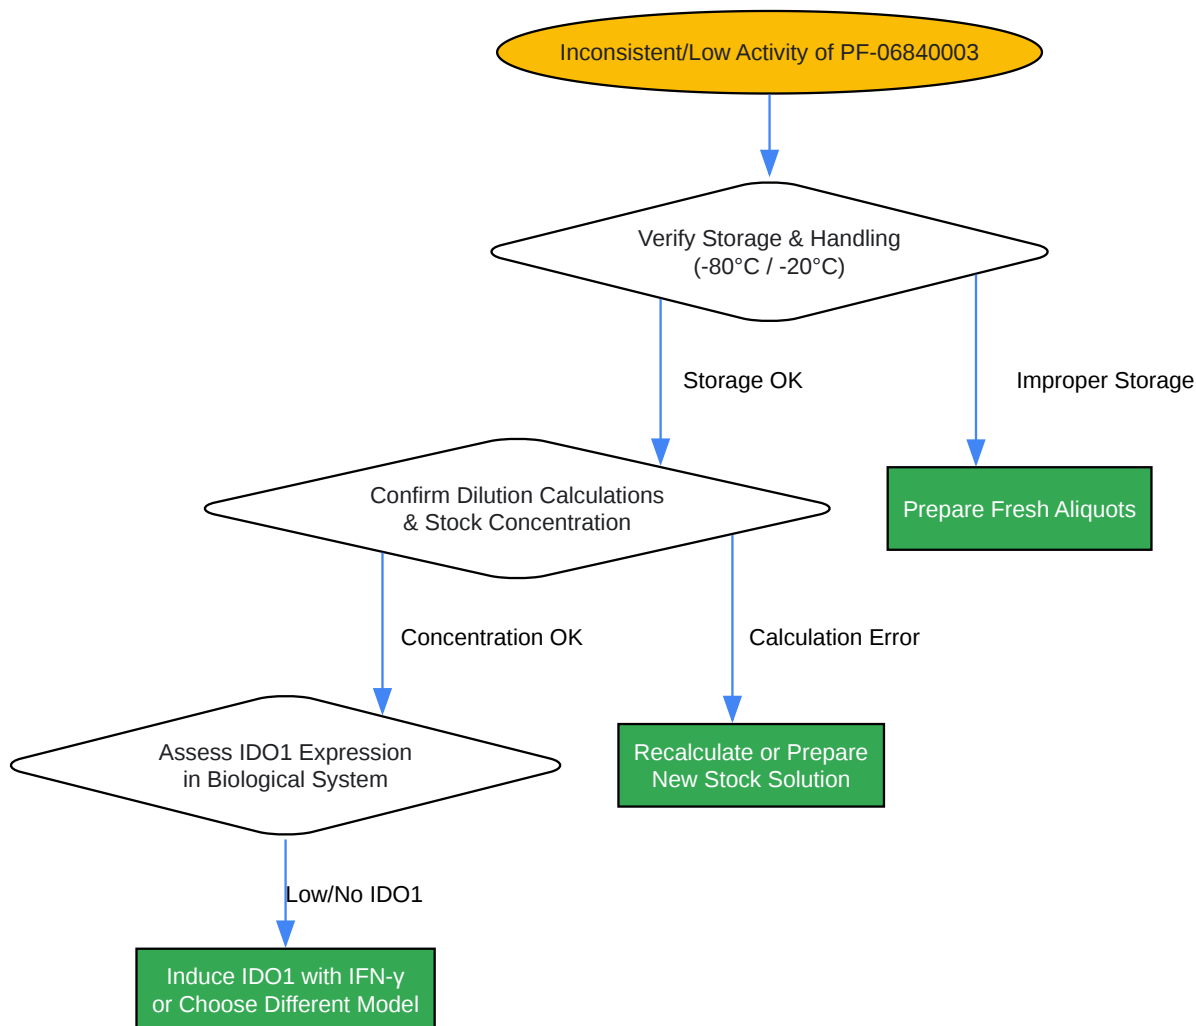 Inconsistent/Low Activity of PF-06840003
Verify Storage & Handling
(-80°C / -20°C)
Storage OK
Improper Storage
Confirm Dilution Calculations
& Stock Concentration
Prepare Fresh Aliquots
Concentration OK
Calculation Error
Assess IDO1 Expression
in Biological System
Recalculate or Prepare
New Stock Solution
Low/No IDO1
Induce IDO1 with IFN-γ
or Choose Different Model